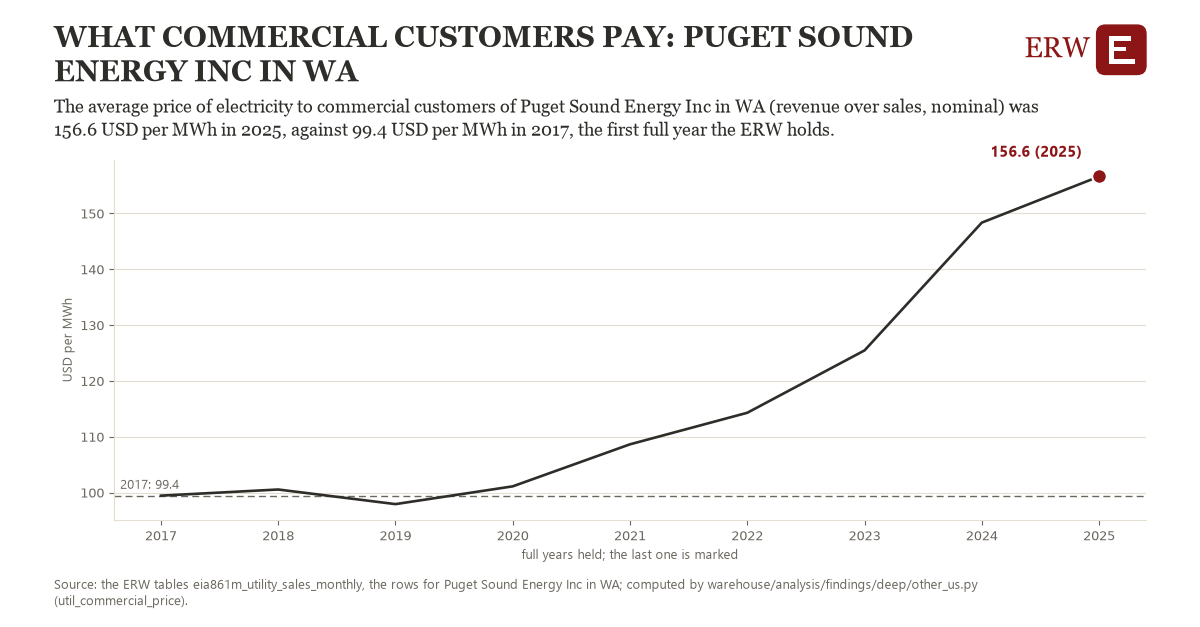 WHAT COMMERCIAL CUSTOMERS PAY: PUGET SOUND
ENERGY INC IN WA
ERW E
The average price of electricity to commercial customers of Puget Sound Energy Inc in WA (revenue over sales, nominal) was
156.6 USD per MWh in 2025, against 99.4 USD per MWh in 2017, the first full year the ERW holds.
156.6 (2025)
150
140
130
120
110
100
USD per MWh
2017: 99.4
2017 2018 2019 2020 2021 2022 2023 2024 2025
full years held; the last one is marked
Source: the ERW tables eia861m_utility_sales_monthly, the rows for Puget Sound Energy Inc in WA; computed by warehouse/analysis/findings/deep/other_us.py
(util_commercial_price).